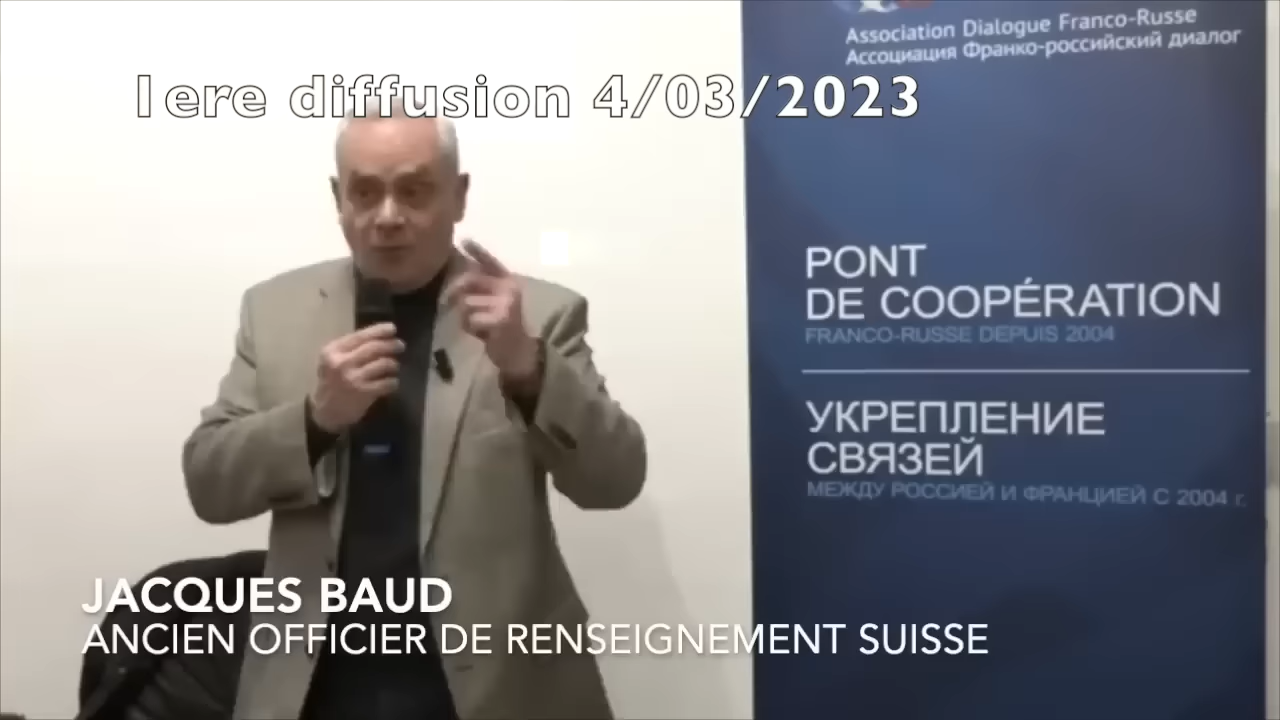 Association Dialogue Franco-Russe
Ассоциация Франко-российский диалог
1ere diffusion 4/03/2023
PONT
DE COOPÉRATION
FRANCO-RUSSE DEPUIS 2004
УКРЕПЛЕНИЕ
СВЯЗЕЙ
МЕЖДУ РОССИЕЙ И ФРАНЦИЕЙ С 2004 г.
JACQUES BAUD
ANCIEN OFFICIER DE RENSEIGNEMENT SUISSE